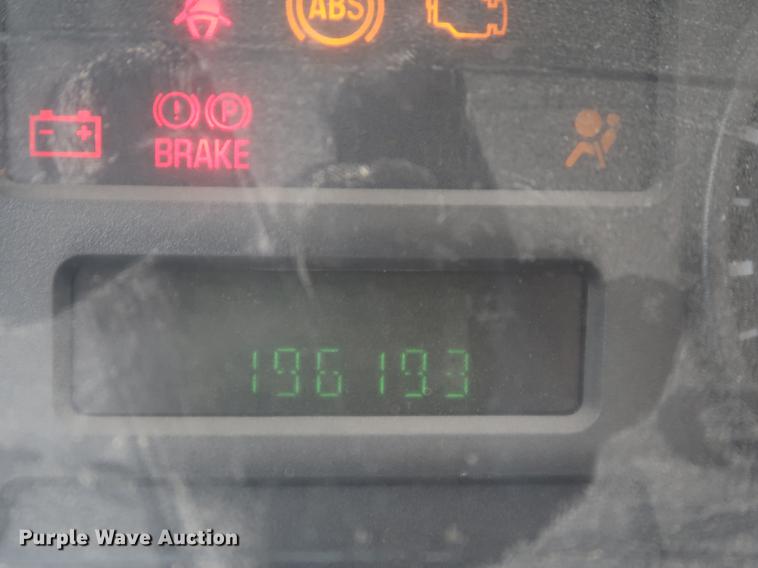 ABS
P
BRAKE
196193
Purple Wave Auction